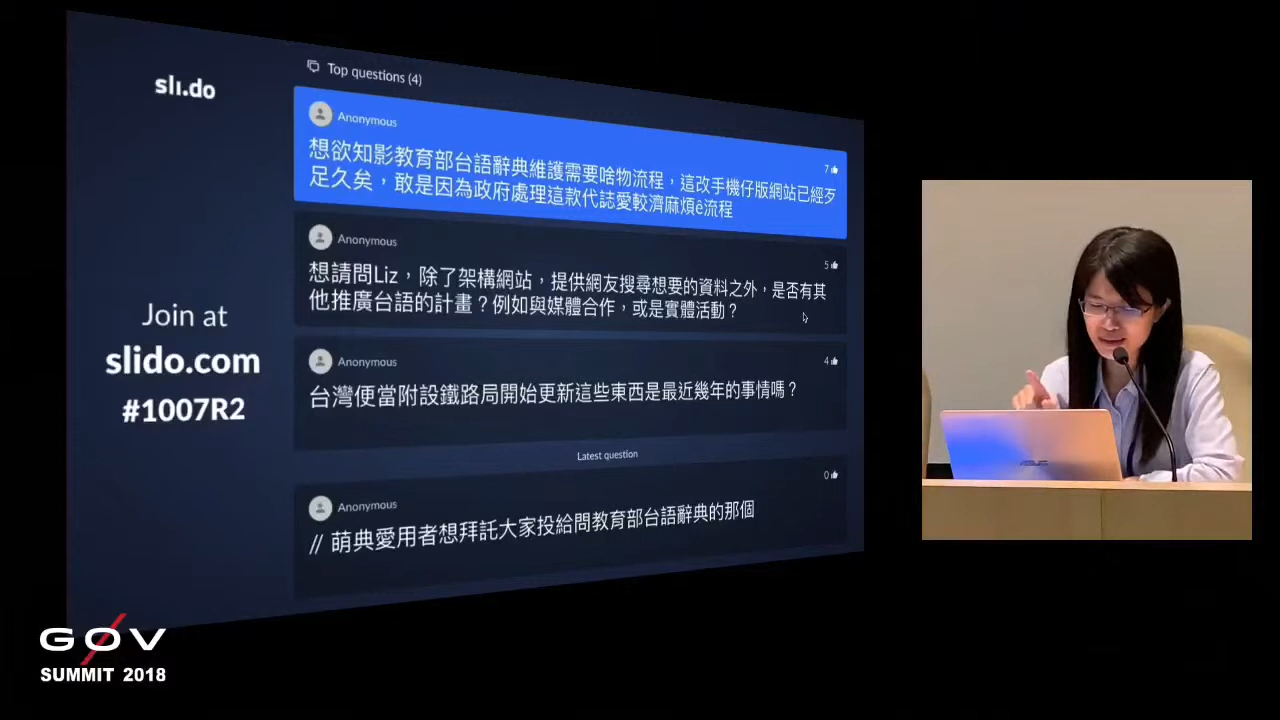 sli.do
Join at
slido.com
#1007R2
Top questions (4)
Anonymous
7
想欲知影教育部台語辭典維護需要啥物流程，這改手機仔版網站已經歹
足久矣，敢是因為政府處理這款代誌愛較濟麻煩ê流程
Anonymous
5
想請問Liz，除了架構網站，提供網友搜尋想要的資料之外，是否有其
他推廣台語的計畫？例如與媒體合作，或是實體活動？
Anonymous
4
台灣便當附設鐵路局開始更新這些東西是最近幾年的事情嗎？
Latest question
Anonymous
0
// 萌典愛用者想拜託大家投給問教育部台語辭典的那個
ASUS
GOV
SUMMIT 2018